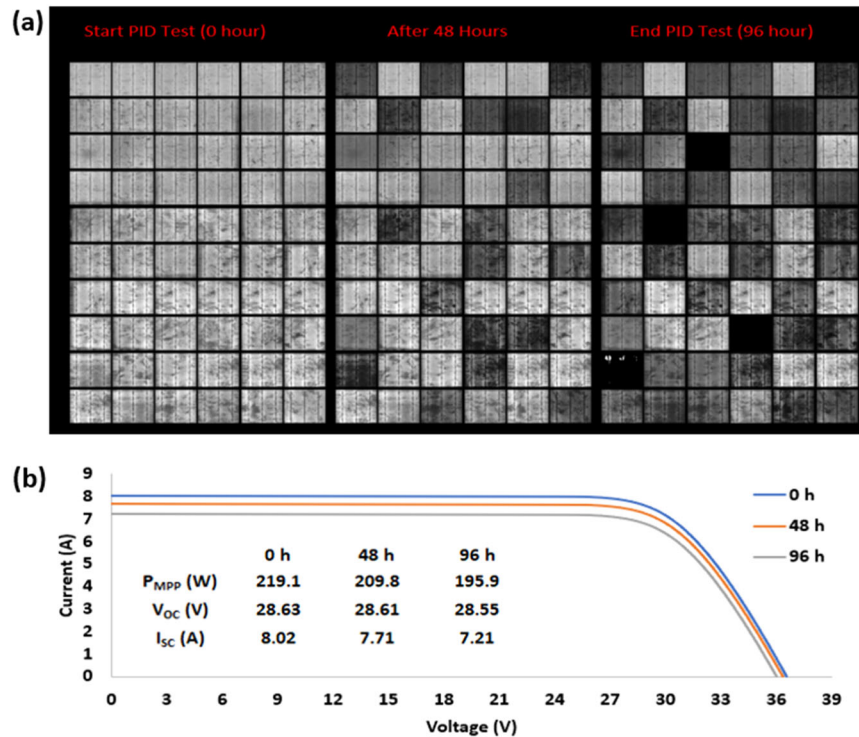 (a)
Start PID Test (0 hour) After 48 Hours End PID Test (96 hour)
(b)
9
8
7
6
5
4
3
2
1
0
Current (A)
0 h 48 h 96 h
P_MPP (W) 219.1 209.8 195.9
V_OC (V) 28.63 28.61 28.55
I_SC (A) 8.02 7.71 7.21
0 h
48 h
96 h
0 3 6 9 12 15 18 21 24 27 30 33 36 39
Voltage (V)